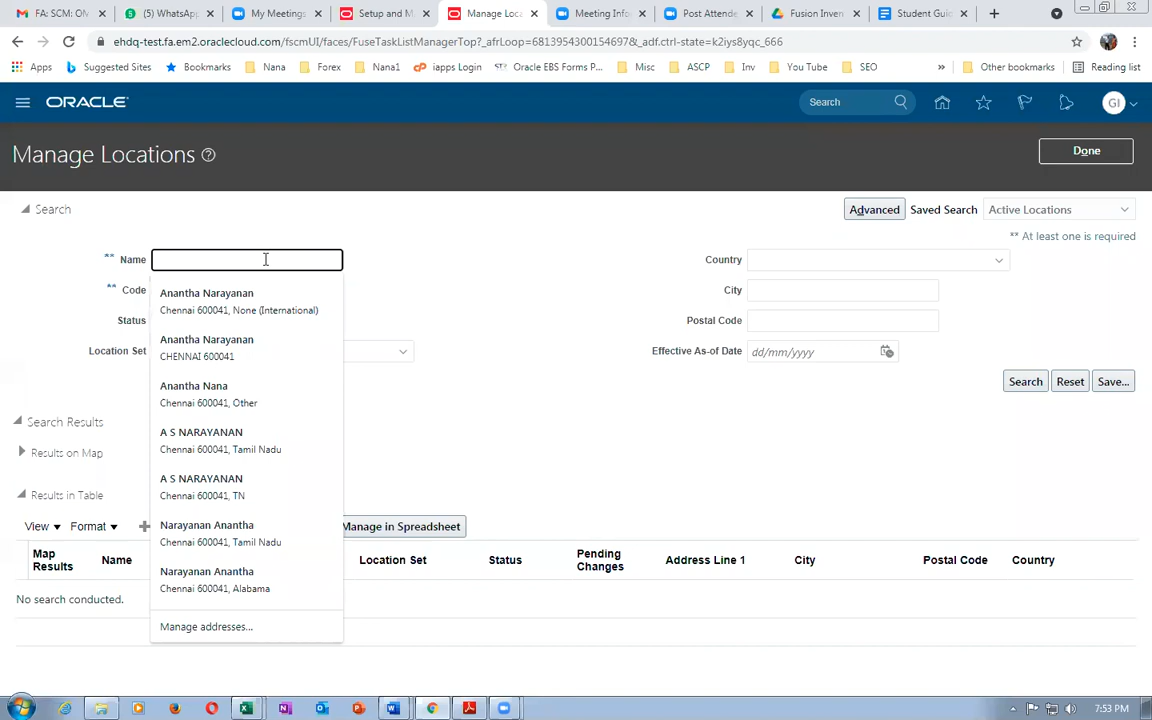 FA: SCM: OM
(5) WhatsApp
My Meetings
Setup and M
Manage Loca
Meeting Info
Post Attende
Fusion Inven
Student Guid
ehdq-test.fa.em2.oraclecloud.com/fscmUI/faces/FuseTaskListManagerTop?_afrLoop=6813954300154697&_adf.ctrl-state=k2iys8yqc_666
Apps
Suggested Sites
Bookmarks
Nana
Forex
Nana1
iapps Login
Oracle EBS Forms P...
Misc
ASCP
Inv
You Tube
SEO
»
Other bookmarks
Reading list
ORACLE
Search
GI
Manage Locations
Done
Search
Advanced
Saved Search
Active Locations
** At least one is required
** Name
Country
** Code
City
Status
Postal Code
Location Set
Effective As-of Date
dd/mm/yyyy
Search
Reset
Save...
Anantha Narayanan
Chennai 600041, None (International)
Anantha Narayanan
CHENNAI 600041
Anantha Nana
Chennai 600041, Other
A S NARAYANAN
Chennai 600041, Tamil Nadu
A S NARAYANAN
Chennai 600041, TN
Narayanan Anantha
Chennai 600041, Tamil Nadu
Narayanan Anantha
Chennai 600041, Alabama
Manage addresses...
Search Results
Results on Map
Results in Table
View
Format
Manage in Spreadsheet
Map Results
Name
Location Set
Status
Pending Changes
Address Line 1
City
Postal Code
Country
No search conducted.
7:53 PM